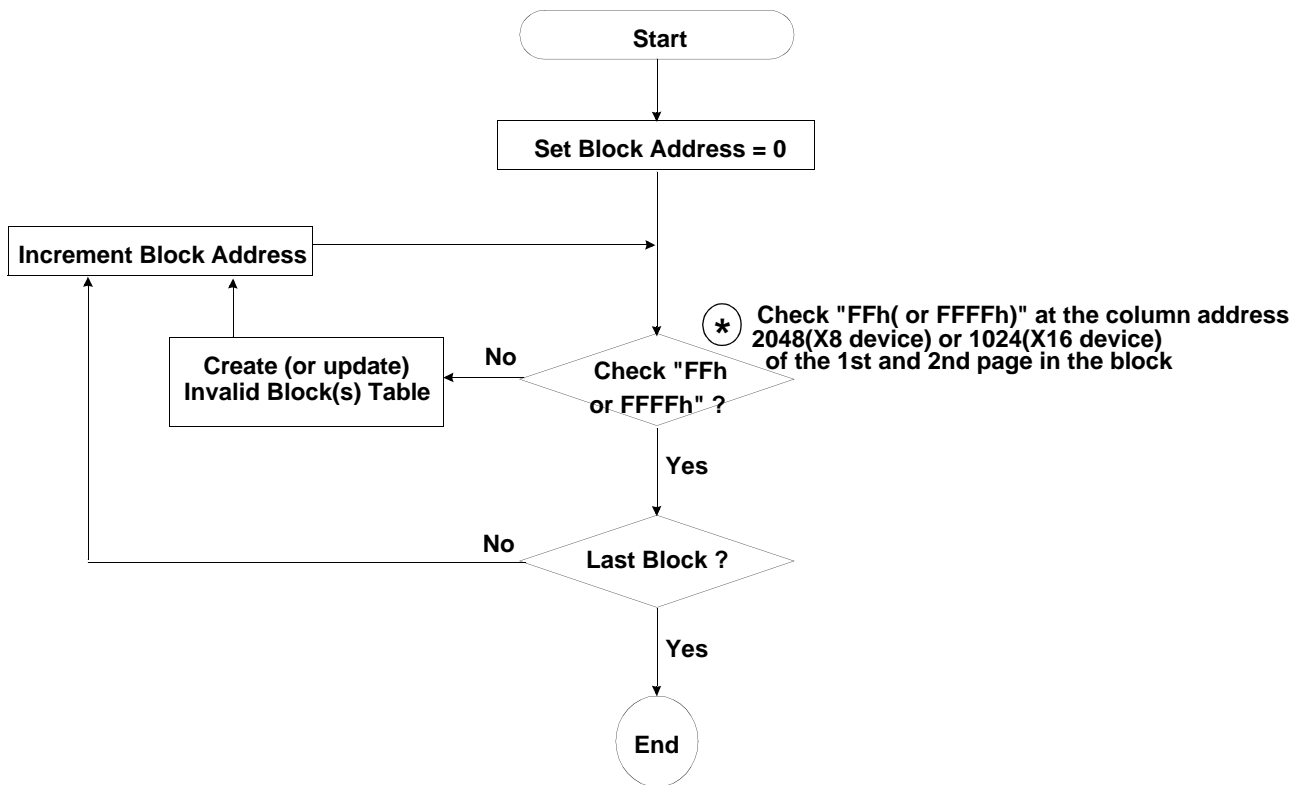 Start
Set Block Address = 0
Increment Block Address
* Check "FFh( or FFFFh)" at the column address
2048(X8 device) or 1024(X16 device)
of the 1st and 2nd page in the block
No
Create (or update)
Invalid Block(s) Table
Check "FFh
or FFFFh" ?
Yes
No
Last Block ?
Yes
End